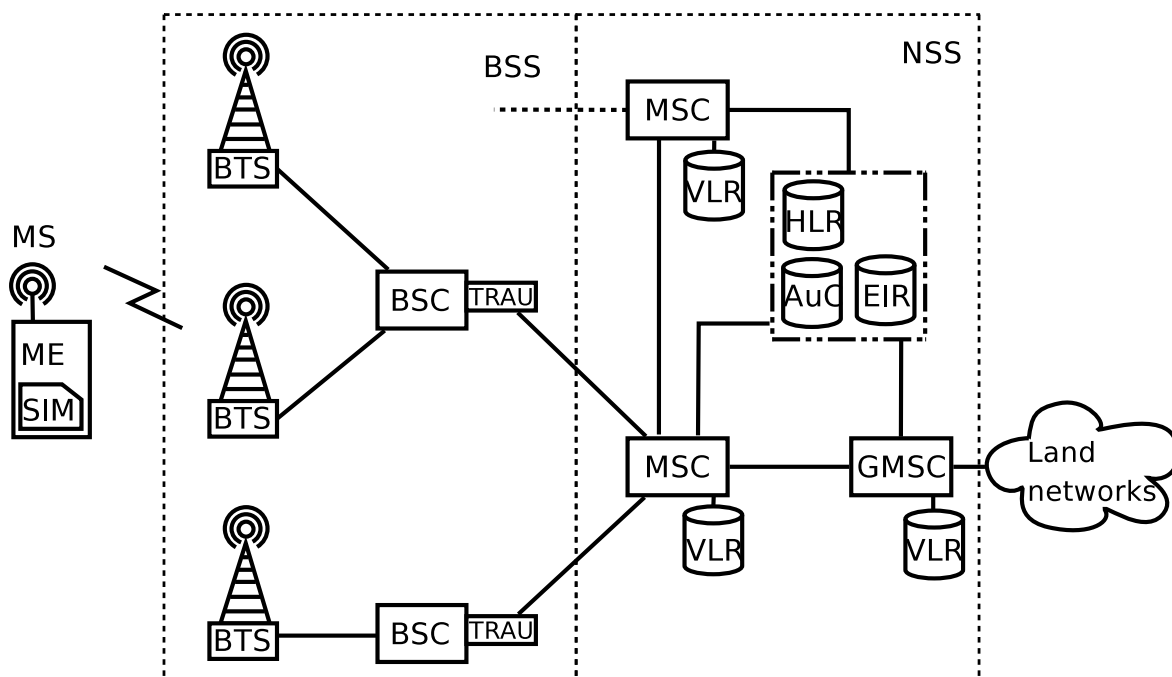 BSS
NSS
MSC
VLR
BTS
HLR
MS
AuC
EIR
BSC
TRAU
ME
SIM
BTS
MSC
GMSC
Land
networks
VLR
VLR
BTS
BSC
TRAU